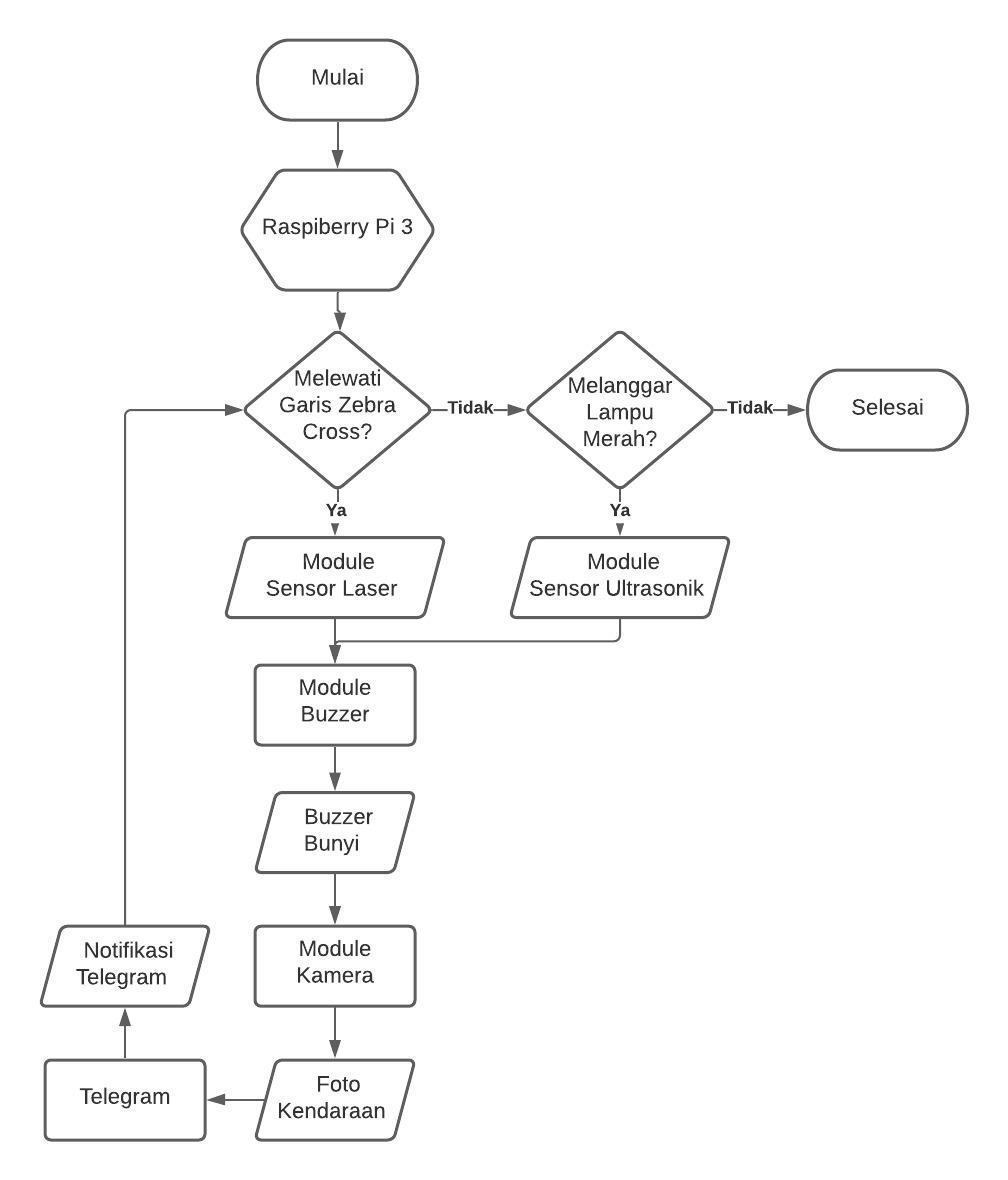 Mulai
Raspiberry Pi 3
Melewati
Garis Zebra
Cross?
Tidak
Melanggar
Lampu
Merah?
Tidak
Selesai
Ya
Ya
Module
Sensor Laser
Module
Sensor Ultrasonik
Module
Buzzer
Buzzer
Bunyi
Module
Kamera
Notifikasi
Telegram
Foto
Kendaraan
Telegram